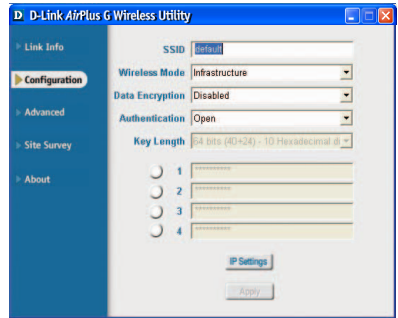 D D-Link AirPlus G Wireless Utility
Link Info
Configuration
Advanced
Site Survey
About
SSID default
Wireless Mode Infrastructure
Data Encryption Disabled
Authentication Open
Key Length 64 bits (40+24) - 10 Hexadecimal di
1 **********
2 **********
3 **********
4 **********
IP Settings
Apply